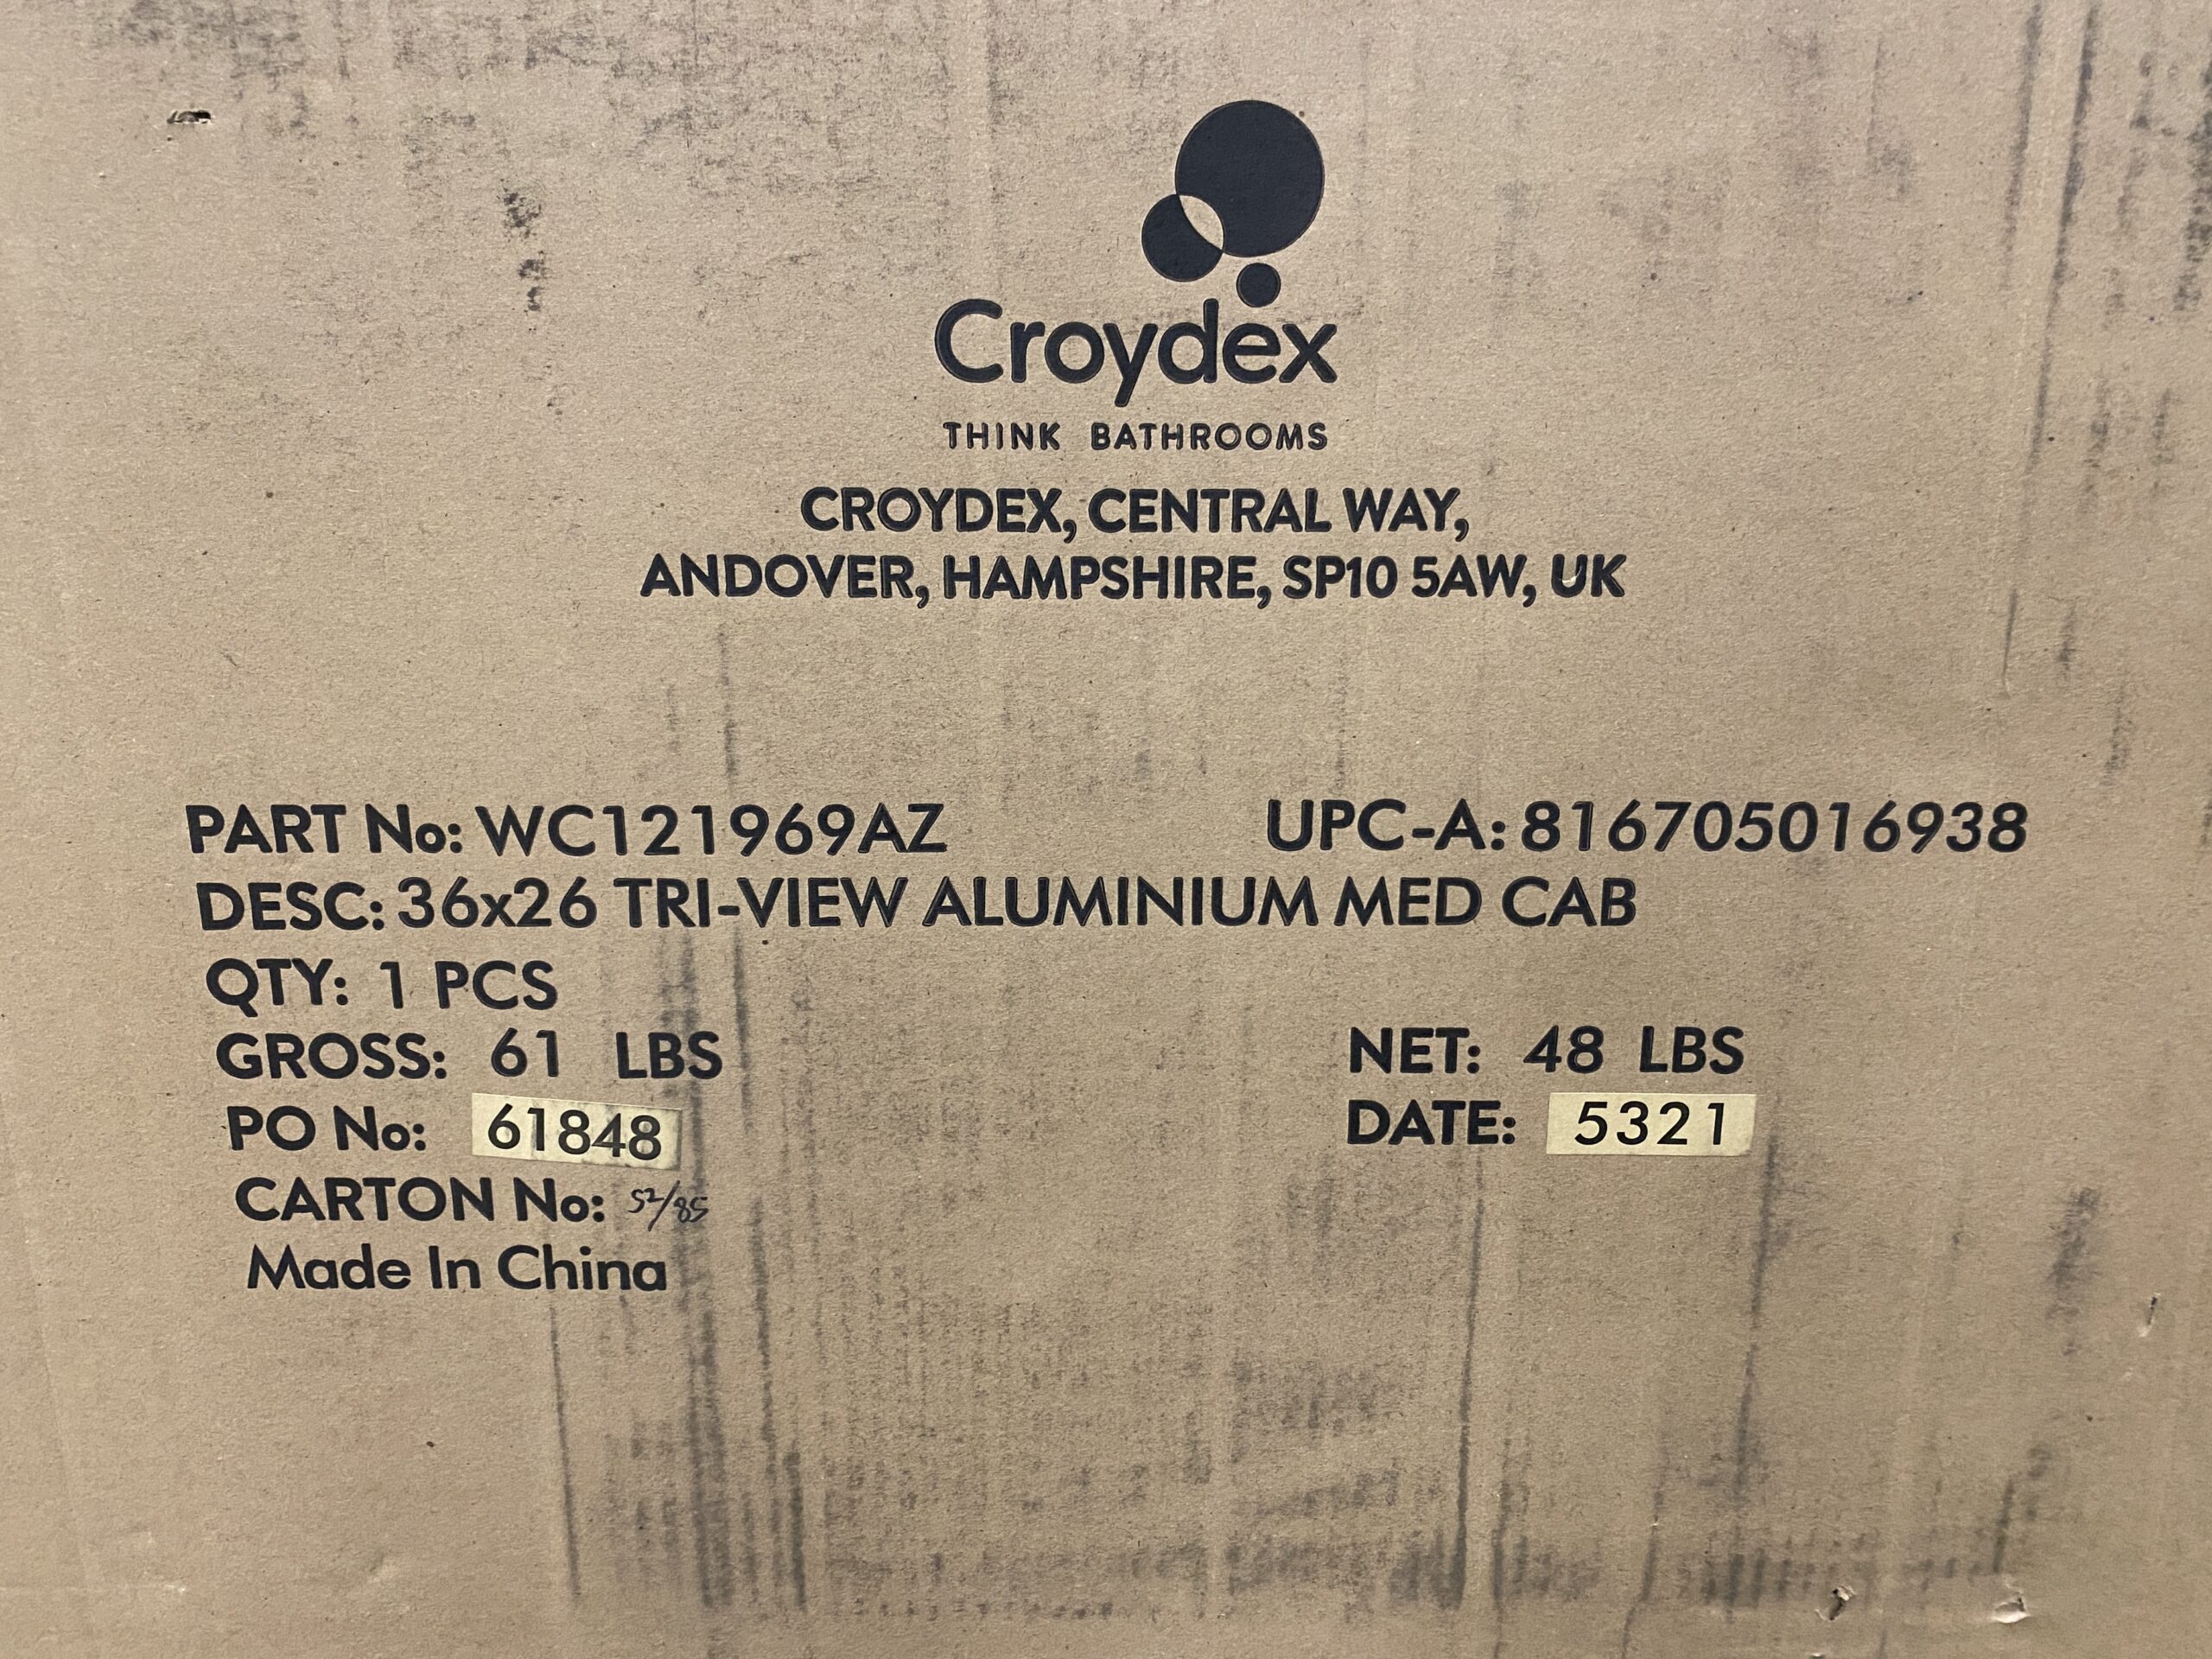 Croydex
THINK BATHROOMS
CROYDEX, CENTRAL WAY,
ANDOVER, HAMPSHIRE, SP10 5AW, UK
PART No: WC121969AZ UPC-A: 816705016938
DESC: 36x26 TRI-VIEW ALUMINIUM MED CAB
QTY: 1 PCS
GROSS: 61 LBS NET: 48 LBS
PO No: 61848 DATE: 5321
CARTON No: 52/85
Made In China